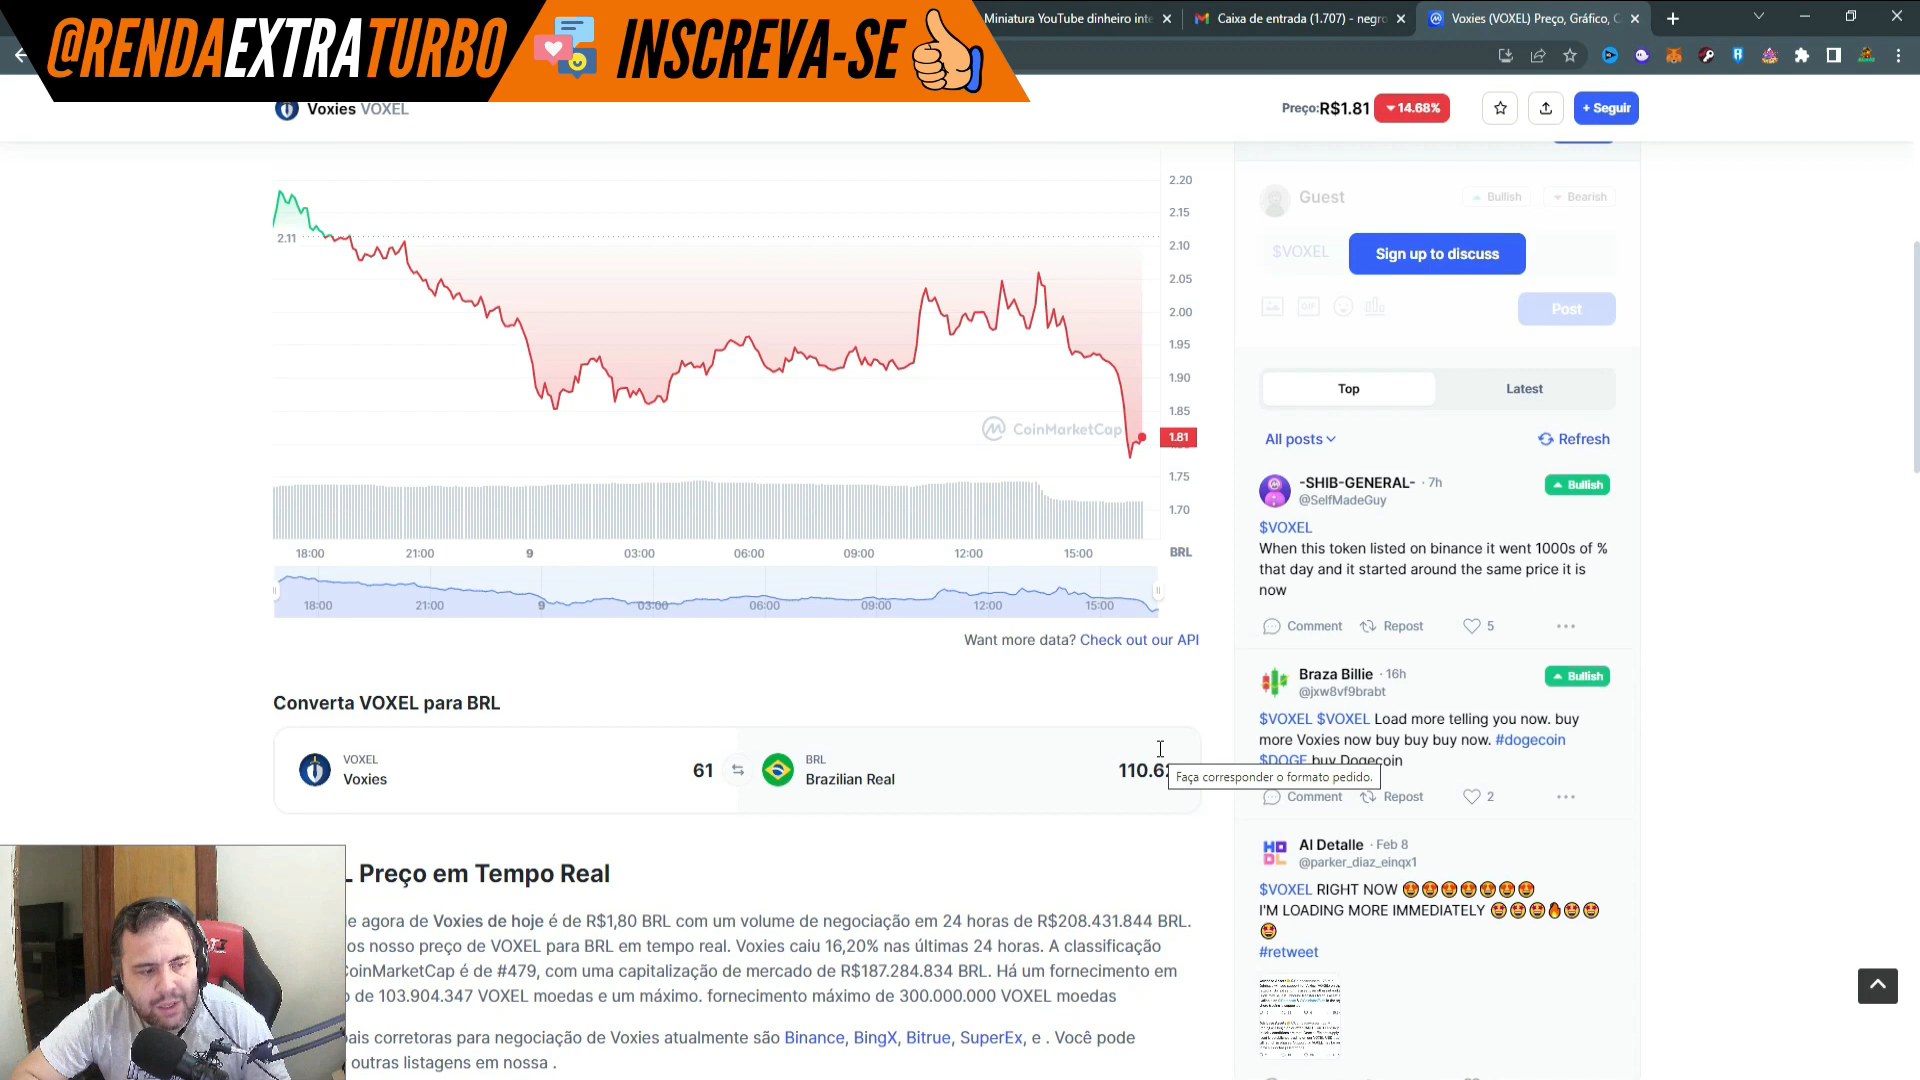 @RENDAEXTRATURBO
INSCREVA-SE
Miniatura YouTube dinheiro inte
Caixa de entrada (1.707) - negro
Voxies (VOXEL) Preço, Gráfico, C
Voxies VOXEL
Preço:R$1.81
14.68%
+ Seguir
2.20
2.15
2.11
2.10
2.05
2.00
1.95
1.90
1.85
1.81
1.75
1.70
CoinMarketCap
18:00 21:00 9 03:00 06:00 09:00 12:00 15:00 BRL
18:00 21:00 9 03:00 06:00 09:00 12:00 15:00
Want more data? Check out our API
Converta VOXEL para BRL
VOXEL
Voxies
61
BRL
Brazilian Real
110.62
Faça corresponder o formato pedido.
Preço em Tempo Real
e agora de Voxies de hoje é de R$1,80 BRL com um volume de negociação em 24 horas de R$208.431.844 BRL.
os nosso preço de VOXEL para BRL em tempo real. Voxies caiu 16,20% nas últimas 24 horas. A classificação
CoinMarketCap é de #479, com uma capitalização de mercado de R$187.284.834 BRL. Há um fornecimento em
de 103.904.347 VOXEL moedas e um máximo. fornecimento máximo de 300.000.000 VOXEL moedas
ais corretoras para negociação de Voxies atualmente são Binance, BingX, Bitrue, SuperEx, e . Você pode
outras listagens em nossa .
Guest
Bullish
Bearish
$VOXEL
Sign up to discuss
GIF
Post
Top
Latest
All posts
Refresh
-SHIB-GENERAL- · 7h
@SelfMadeGuy
Bullish
$VOXEL
When this token listed on binance it went 1000s of %
that day and it started around the same price it is
now
Comment Repost 5
Braza Billie · 16h
@jxw8vf9brabt
Bullish
$VOXEL $VOXEL Load more telling you now. buy
more Voxies now buy buy buy now. #dogecoin
$DOGE buy Dogecoin
Comment Repost 2
HODL
Al Detalle · Feb 8
@parker_diaz_einqx1
$VOXEL RIGHT NOW 🤩🤩🤩🤩🤩🤩
I'M LOADING MORE IMMEDIATELY 🤩🤩🤩🔥🤩🤩
🤩
#retweet